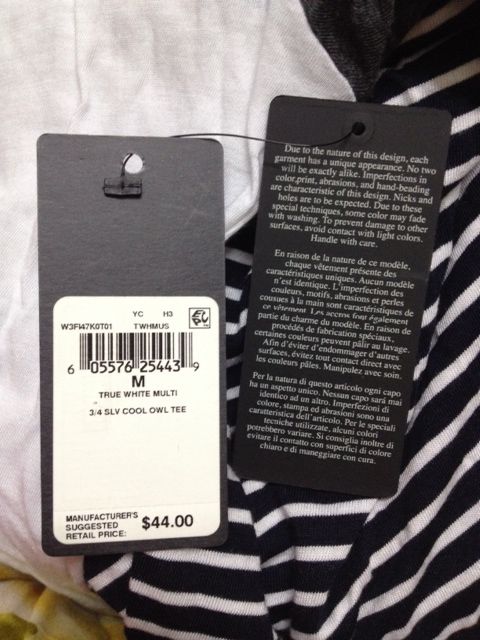 YC H3
W3FI47K0T01 TWHMUS
6 05576 25443 9
M
TRUE WHITE MULTI
3/4 SLV COOL OWL TEE
MANUFACTURER'S
SUGGESTED
RETAIL PRICE:
$44.00
Due to the nature of this design, each
garment has a unique appearance. No two
will be exactly alike. Imperfections in
color,print, abrasions, and hand-beading
are characteristic of this design. Nicks and
holes are to be expected. Due to these
special techniques, some color may fade
with washing. To prevent damage to other
surfaces, avoid contact with light colors.
Handle with care.
En raison de la nature de ce modèle,
chaque vêtement présente des
caractéristiques uniques. Aucun modèle
n'est identique. L'imperfection des
couleurs, motifs, abrasions et perles
cousues à la main sont caractéristiques de
ce vêtement. Les accros font également
partie du charme du modèle. En raison de
procédés de fabrication spéciaux,
certaines couleurs peuvent pâlir au lavage.
Afin d'éviter d'endommager d'autres
surfaces, évitez tout contact direct avec
les couleurs pâles. Manipulez avec soin.
Per la natura di questo articolo ogni capo
ha un aspetto unico. Nessun capo sará mai
identico ad un altro. Imperfezioni di
colore, stampa ed abrasioni sono una
caratteristica dell'articolo. Per le speciali
tecniche utilizzate, alcuni colori
potrebbero variare. Si consiglia inoltre di
evitare il contatto con superfici di colore
chiaro e di maneggiare con cura.